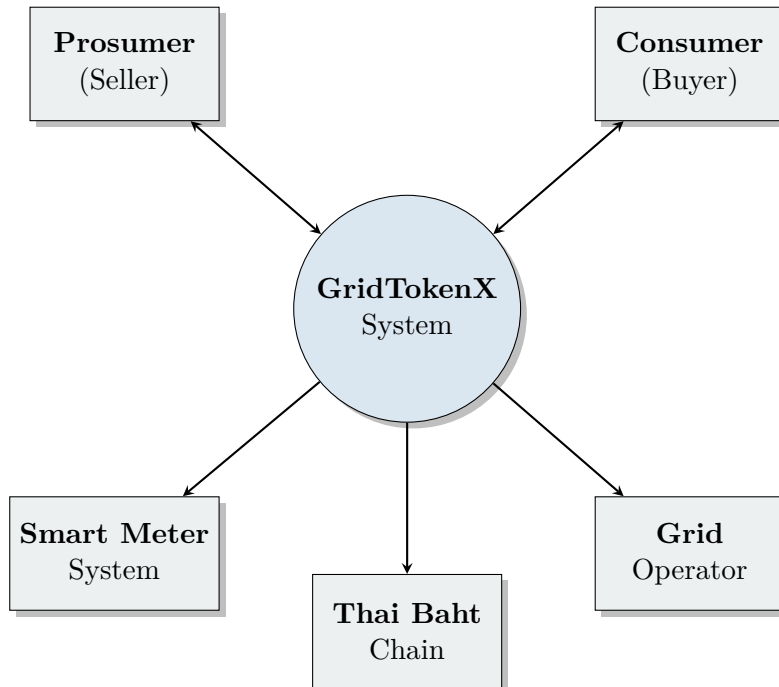 Prosumer
(Seller)
Consumer
(Buyer)
GridTokenX
System
Smart Meter
System
Thai Baht
Chain
Grid
Operator